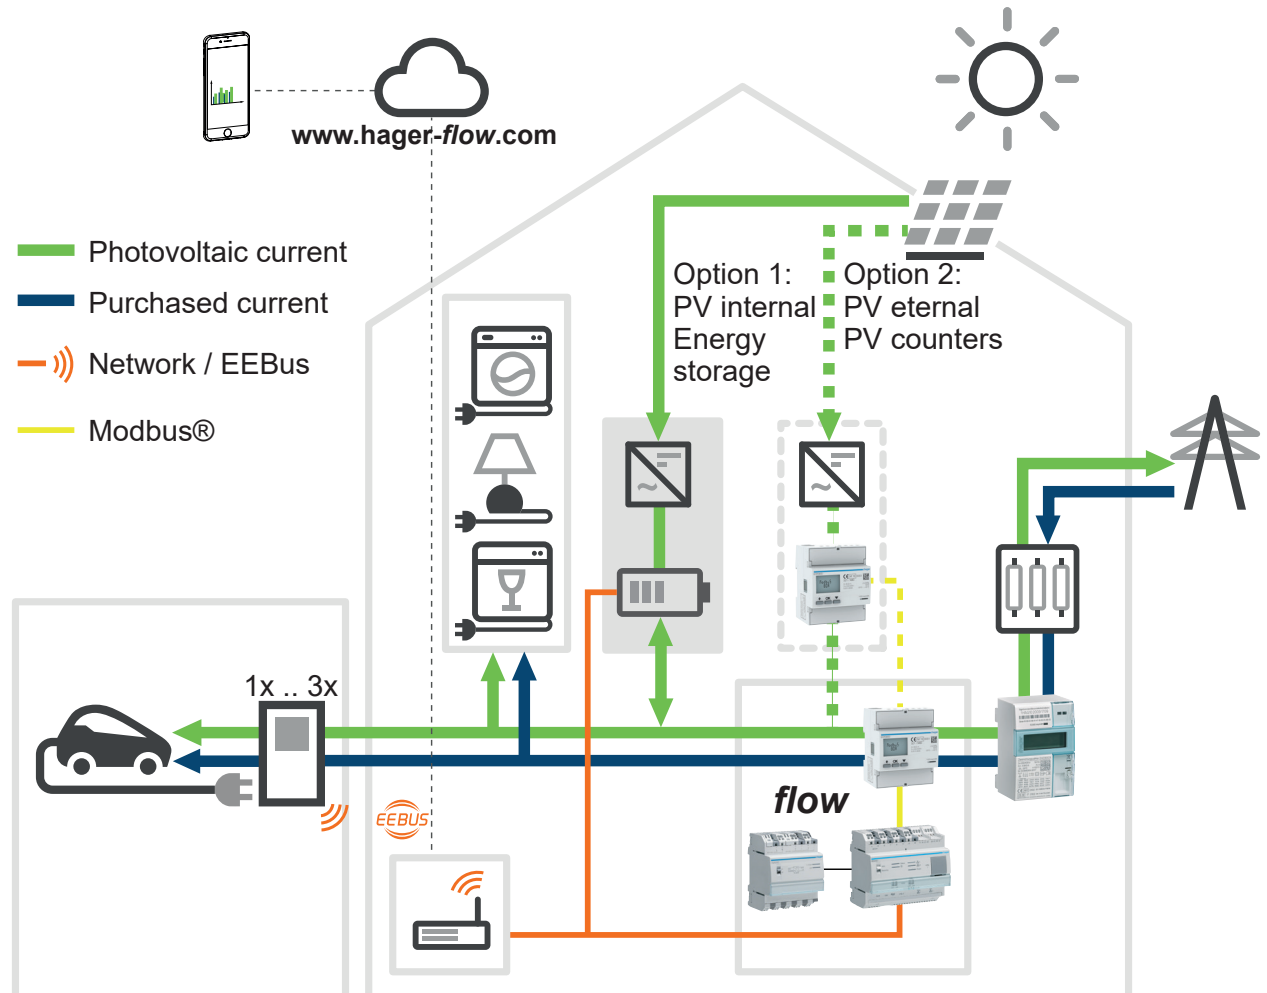 www.hager-flow.com
Photovoltaic current
Purchased current
Network / EEBus
Modbus®
Option 1:
PV internal
Energy
storage
Option 2:
PV eternal
PV counters
1x .. 3x
EEBUS
flow